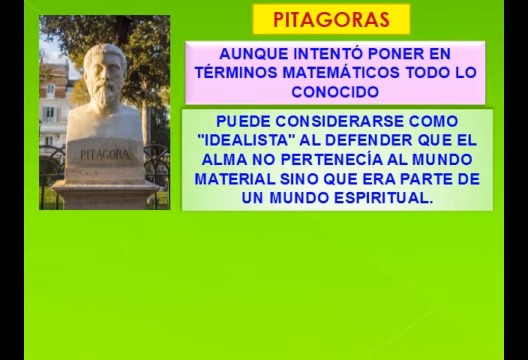 PITAGORAS
AUNQUE INTENTÓ PONER EN
TÉRMINOS MATEMÁTICOS TODO LO
CONOCIDO
PITAGORA
PUEDE CONSIDERARSE COMO
"IDEALISTA" AL DEFENDER QUE EL
ALMA NO PERTENECÍA AL MUNDO
MATERIAL SINO QUE ERA PARTE DE
UN MUNDO ESPIRITUAL.